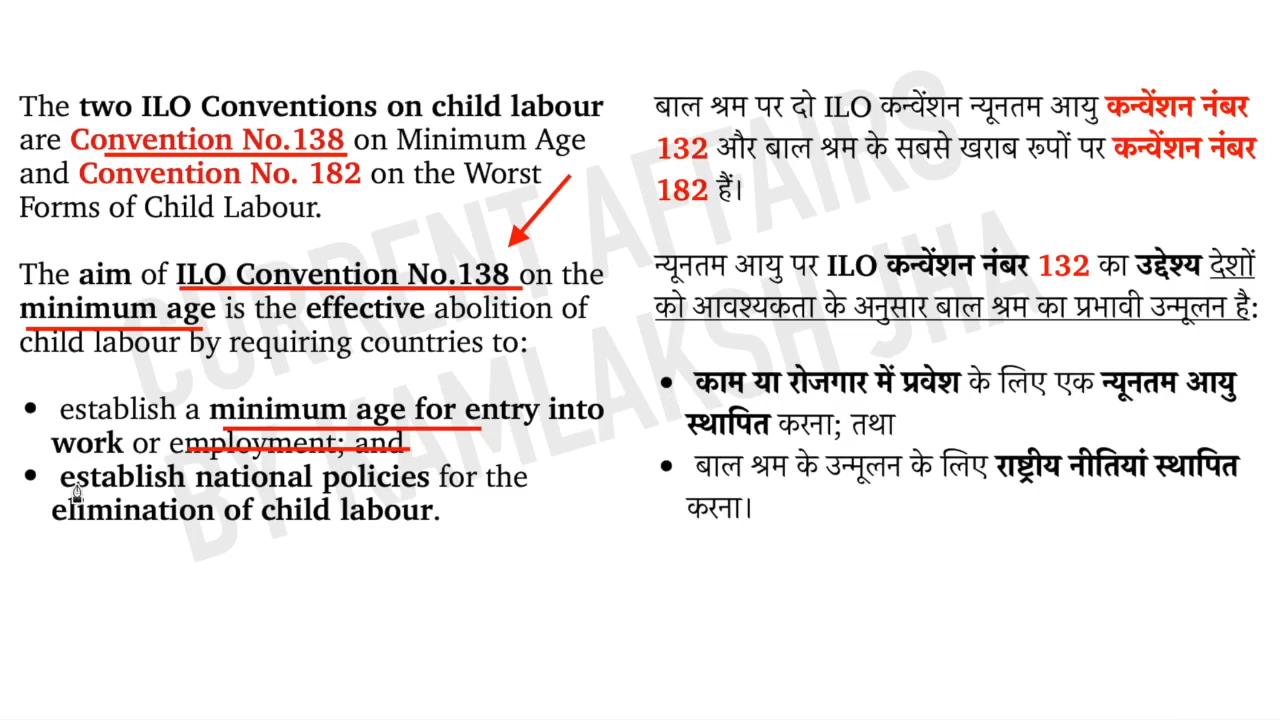 The two ILO Conventions on child labour
are Convention No.138 on Minimum Age
and Convention No. 182 on the Worst
Forms of Child Labour.
The aim of ILO Convention No.138 on the
minimum age is the effective abolition of
child labour by requiring countries to:
• establish a minimum age for entry into
work or employment; and
• establish national policies for the
elimination of child labour.
बाल श्रम पर दो ILO कन्वेंशन न्यूनतम आयु कन्वेंशन नंबर
132 और बाल श्रम के सबसे खराब रूपों पर कन्वेंशन नंबर
182 हैं।
न्यूनतम आयु पर ILO कन्वेंशन नंबर 132 का उद्देश्य देशों
को आवश्यकता के अनुसार बाल श्रम का प्रभावी उन्मूलन है:
• काम या रोजगार में प्रवेश के लिए एक न्यूनतम आयु
स्थापित करना; तथा
• बाल श्रम के उन्मूलन के लिए राष्ट्रीय नीतियां स्थापित
करना।
CURRENT AFFAIRS
BY KAMLAKSH JHA